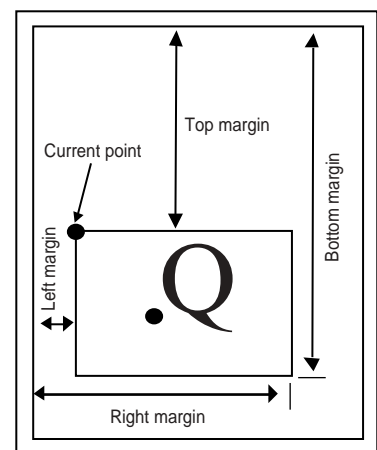 Top margin
Current point
Bottom margin
Left margin
Q
Right margin